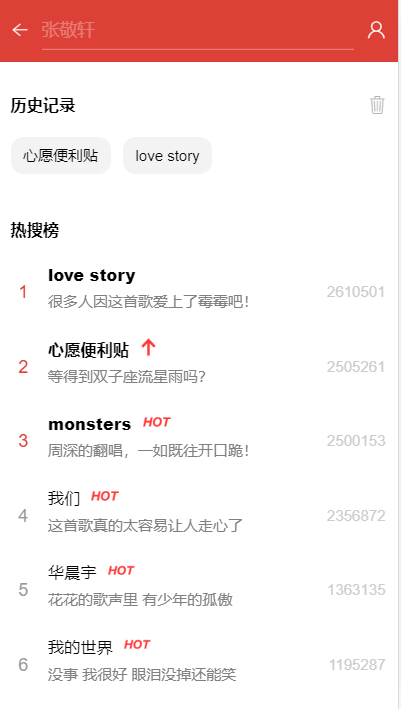 张敬轩
历史记录
心愿便利贴 love story
热搜榜
love story
1 2610501
很多人因这首歌爱上了霉霉吧!
心愿便利贴
2 2505261
等得到双子座流星雨吗?
monsters HOT
3 2500153
周深的翻唱，一如既往开口跪!
我们 HOT
4 2356872
这首歌真的太容易让人走心了
华晨宇 HOT
5 1363135
花花的歌声里 有少年的孤傲
我的世界 HOT
6 1195287
没事 我很好 眼泪没掉还能笑